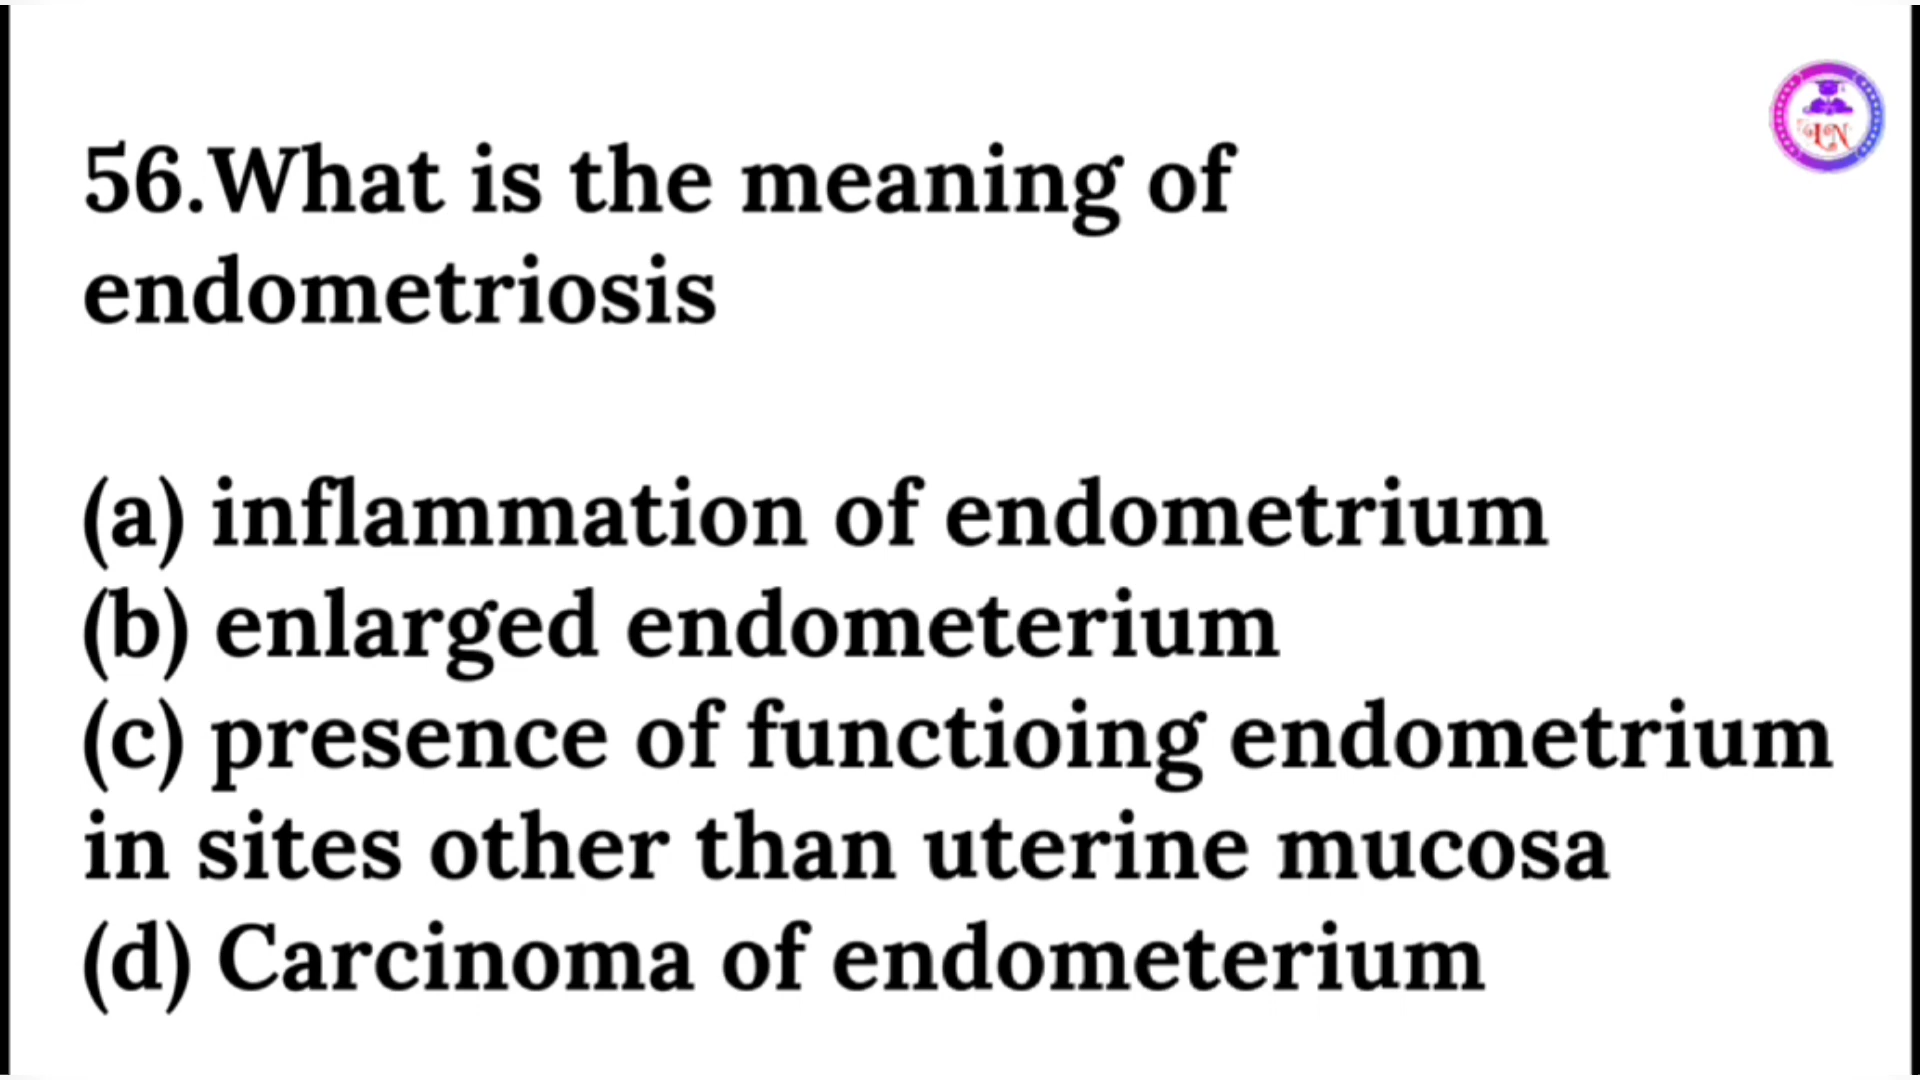 56.What is the meaning of
endometriosis
(a) inflammation of endometrium
(b) enlarged endometerium
(c) presence of functioing endometrium
in sites other than uterine mucosa
(d) Carcinoma of endometerium
LN